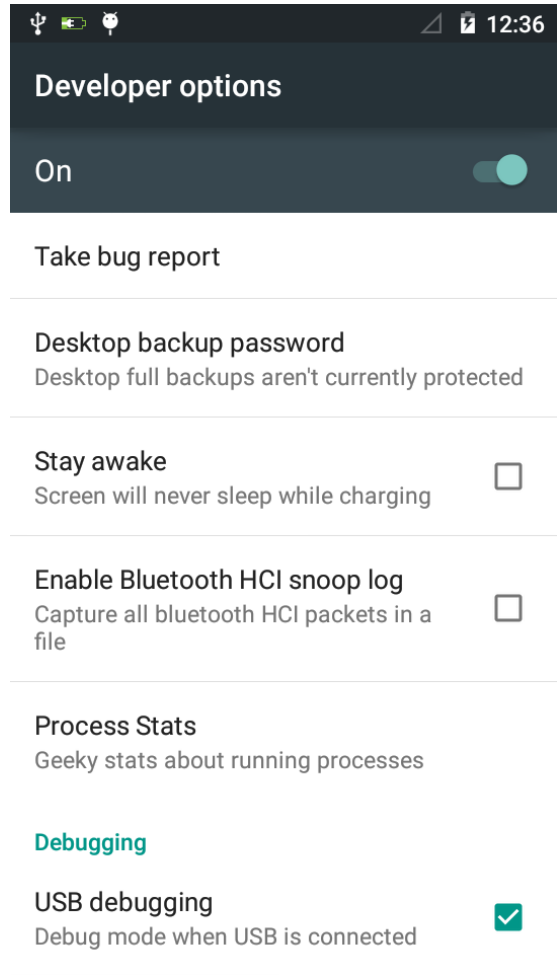 12:36
Developer options
On
Take bug report
Desktop backup password
Desktop full backups aren't currently protected
Stay awake
Screen will never sleep while charging
Enable Bluetooth HCI snoop log
Capture all bluetooth HCI packets in a
file
Process Stats
Geeky stats about running processes
Debugging
USB debugging
Debug mode when USB is connected